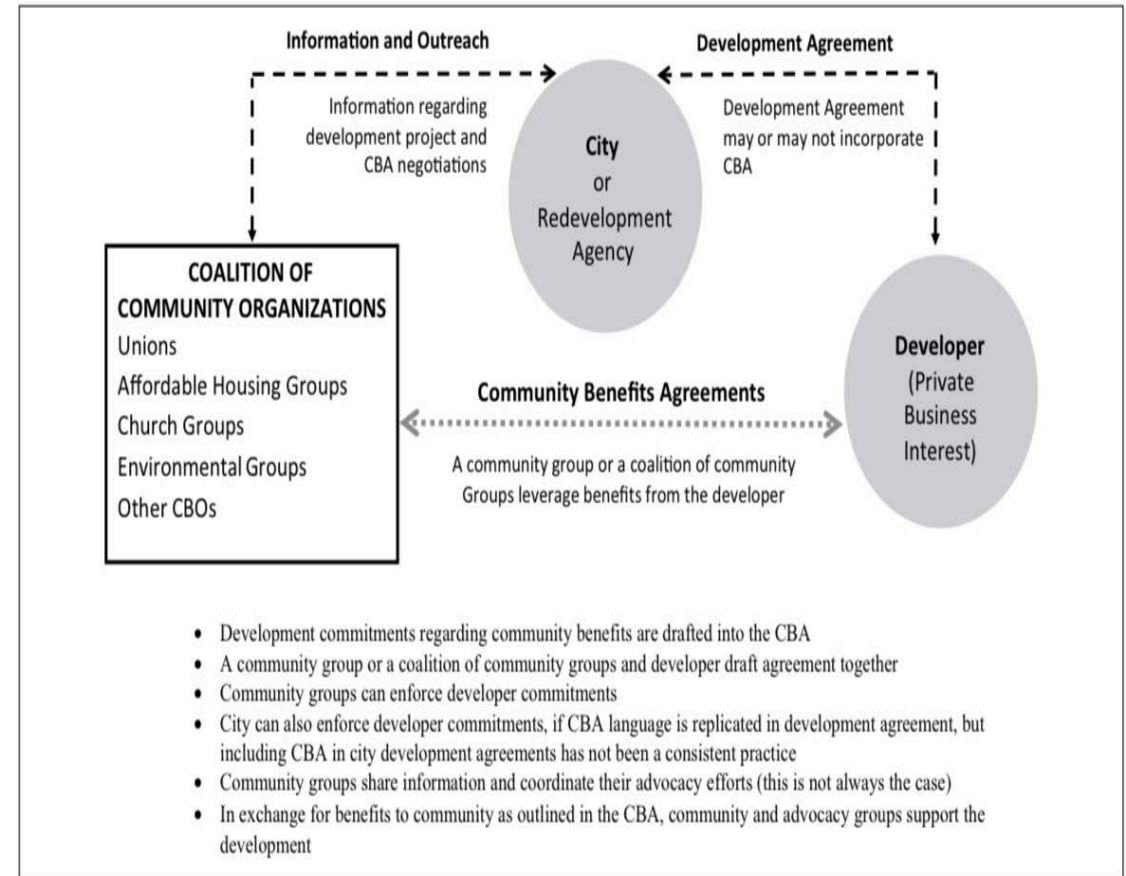 Information and Outreach
Information regarding
development project and
CBA negotiations
City
or
Redevelopment
Agency
Development Agreement
Development Agreement
may or may not incorporate
CBA
COALITION OF
COMMUNITY ORGANIZATIONS
Unions
Affordable Housing Groups
Church Groups
Environmental Groups
Other CBOs
Community Benefits Agreements
A community group or a coalition of community
Groups leverage benefits from the developer
Developer
(Private
Business
Interest)
• Development commitments regarding community benefits are drafted into the CBA
• A community group or a coalition of community groups and developer draft agreement together
• Community groups can enforce developer commitments
• City can also enforce developer commitments, if CBA language is replicated in development agreement, but
including CBA in city development agreements has not been a consistent practice
• Community groups share information and coordinate their advocacy efforts (this is not always the case)
• In exchange for benefits to community as outlined in the CBA, community and advocacy groups support the
development